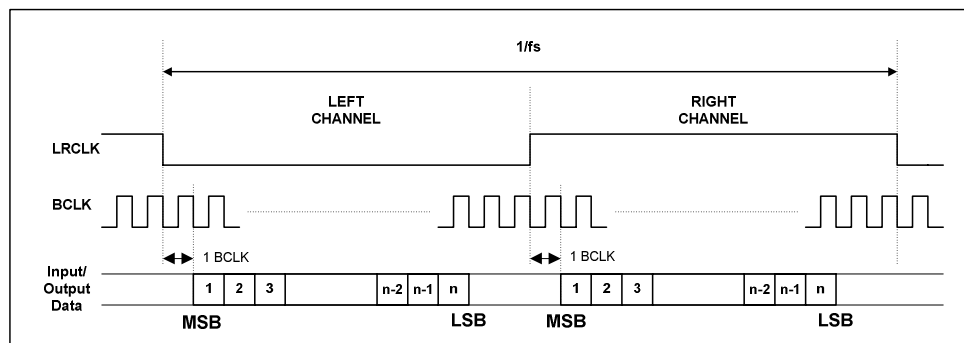 1/fs
LEFT
CHANNEL
RIGHT
CHANNEL
LRCLK
BCLK
1 BCLK
1 BCLK
Input/
Output
Data
1 2 3 n-2 n-1 n 1 2 3 n-2 n-1 n
MSB LSB MSB LSB